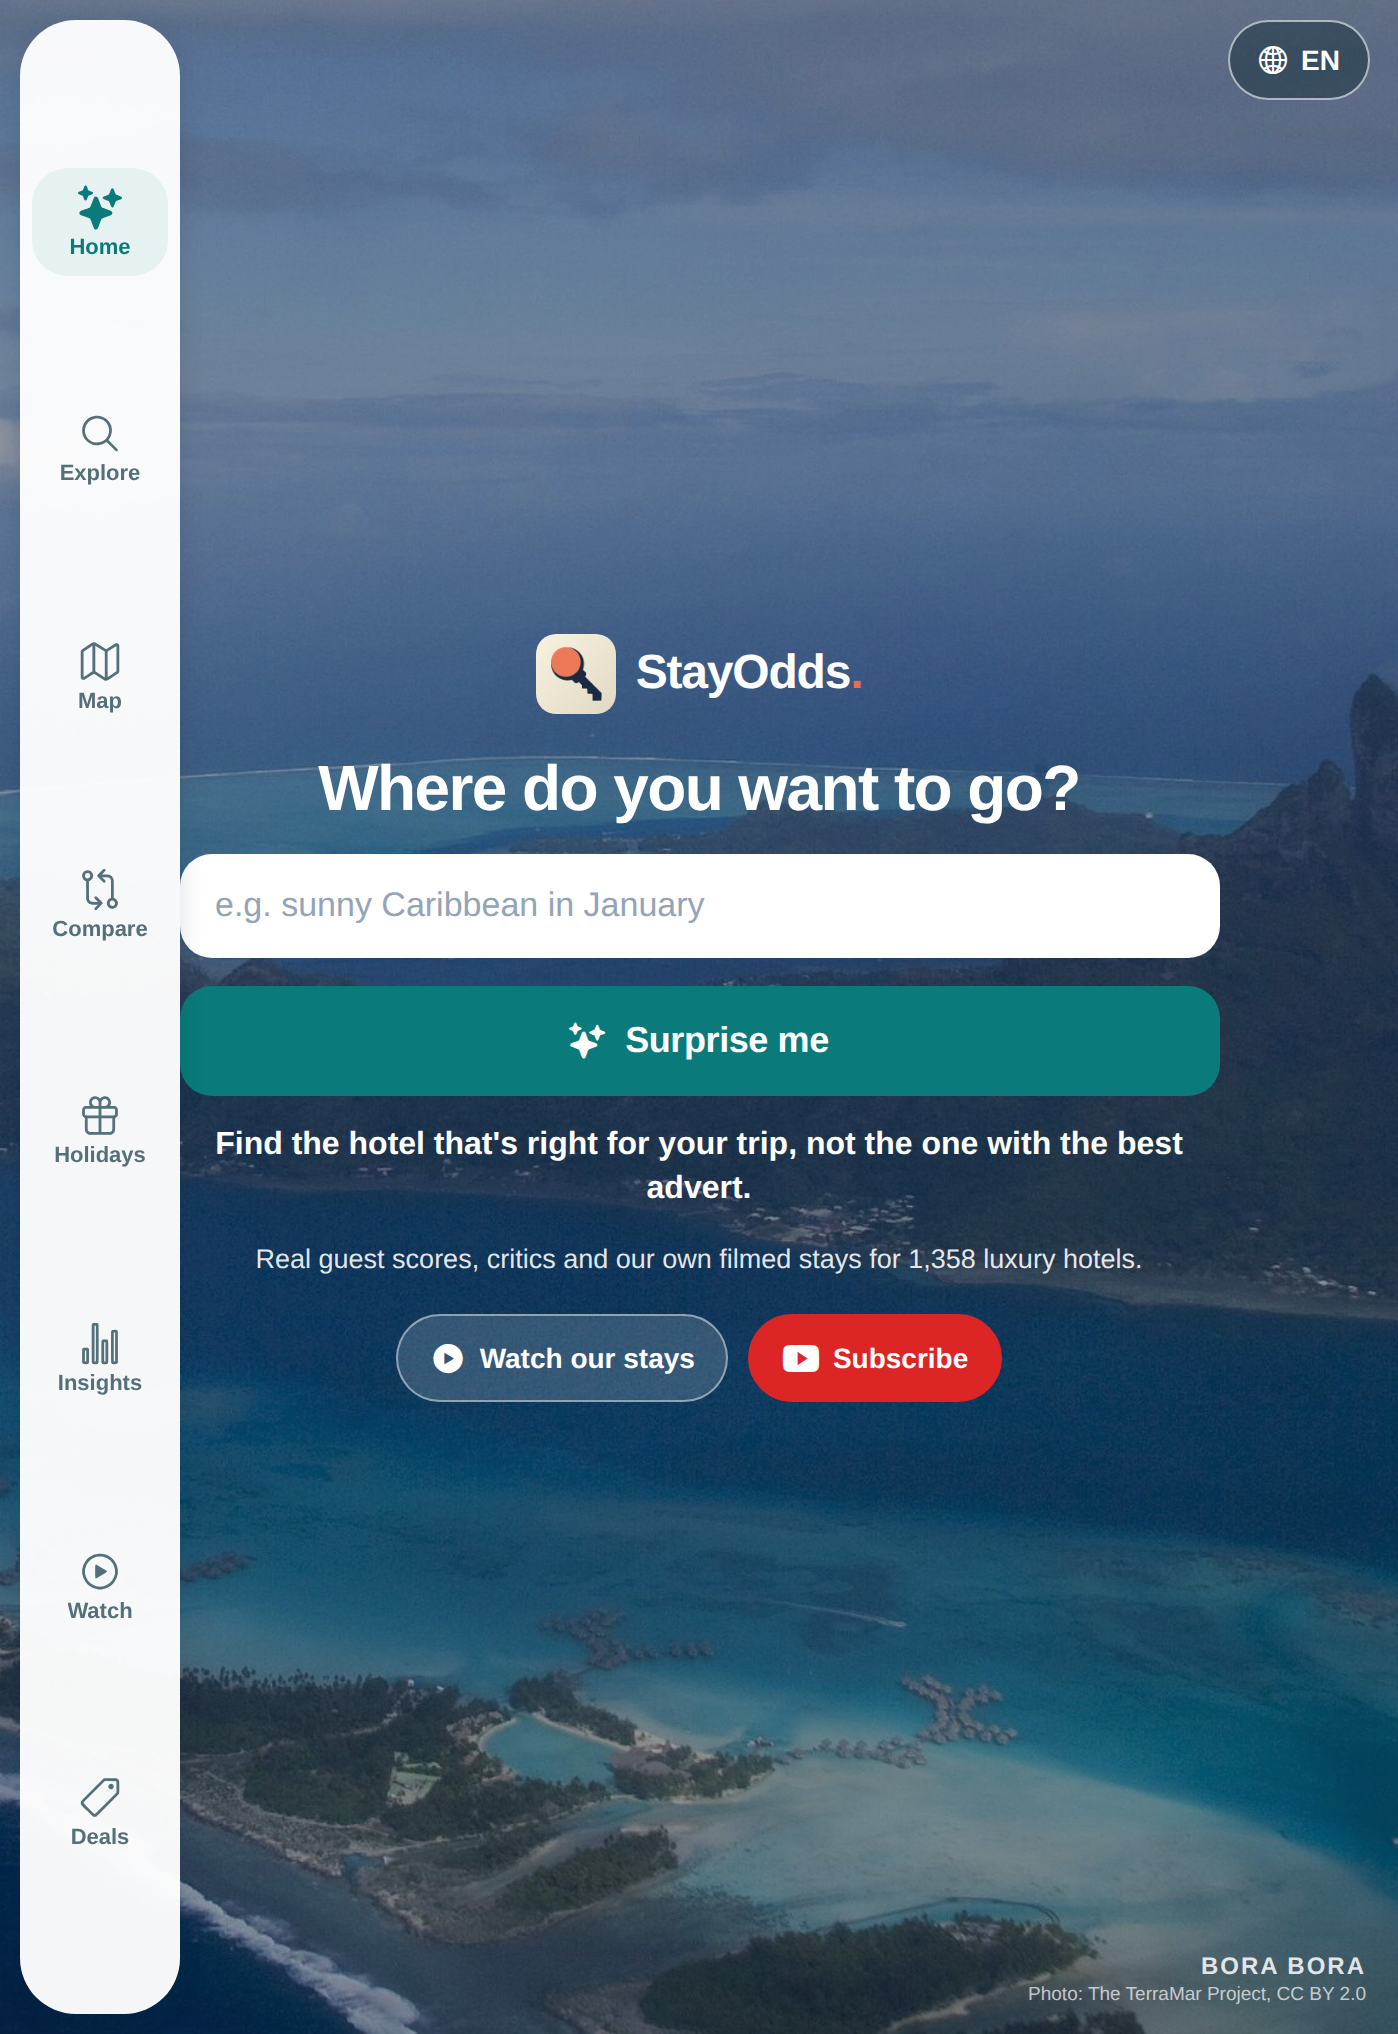 EN
Home
Explore
Map
Compare
Holidays
Insights
Watch
Deals
StayOdds.
Where do you want to go?
e.g. sunny Caribbean in January
Surprise me
Find the hotel that's right for your trip, not the one with the best
advert.
Real guest scores, critics and our own filmed stays for 1,358 luxury hotels.
Watch our stays
Subscribe
BORA BORA
Photo: The TerraMar Project, CC BY 2.0